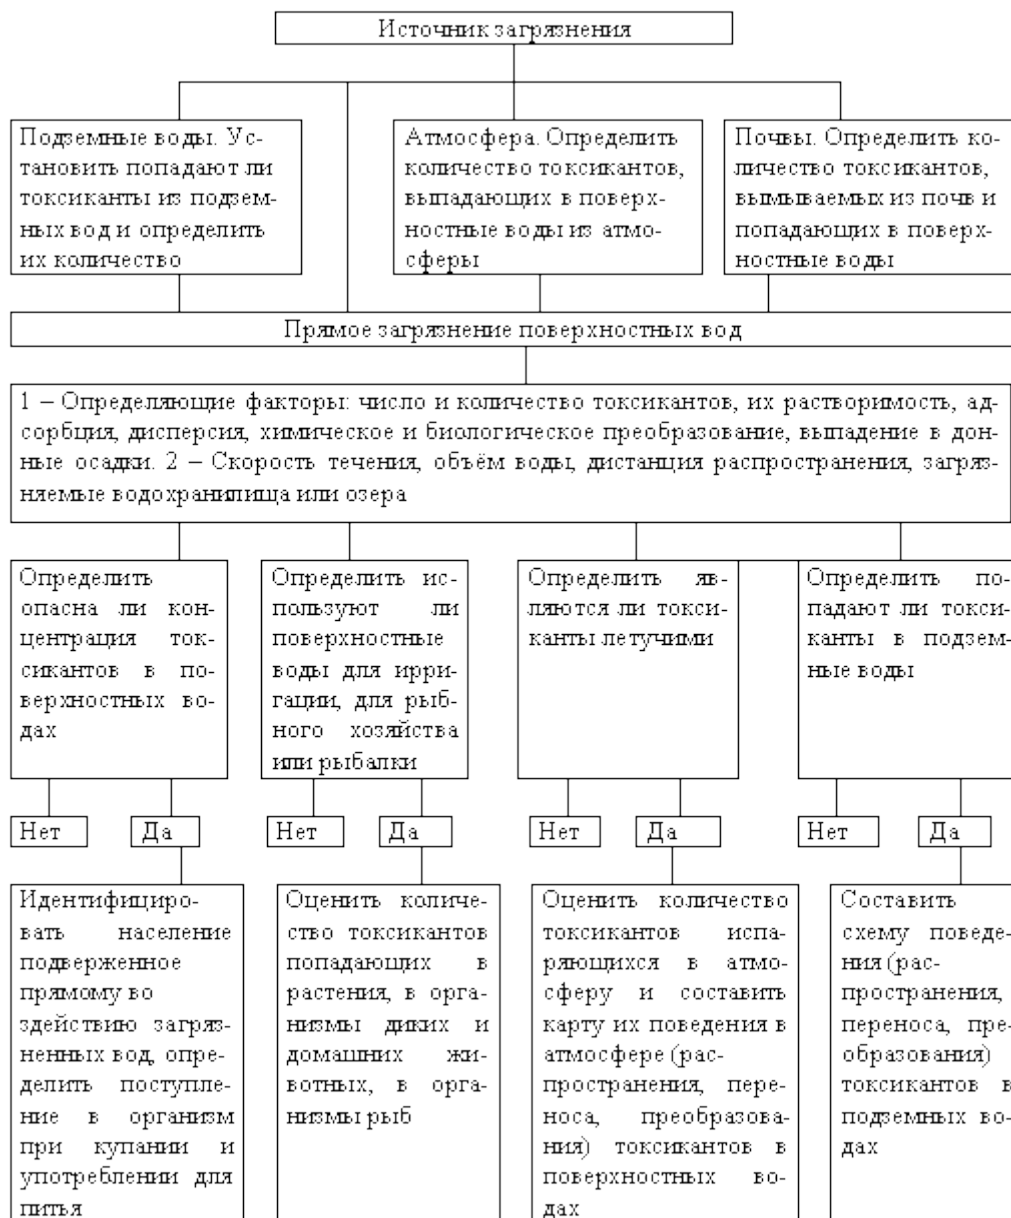 Источник загрязнения
Подземные воды. Ус-
тановить попадают ли
токсиканты из подзем-
ных вод и определить
их количество
Атмосфера. Определить
количество токсикантов,
выпадающих в поверх-
ностные воды из атмо-
сферы
Почвы. Определить ко-
личество токсикантов,
вымываемых из почв и
попадающих в поверх-
ностные воды
Прямое загрязнение поверхностных вод
1 – Определяющие факторы: число и количество токсикантов, их растворимость, ад-
сорбция, дисперсия, химическое и биологическое преобразование, выпадение в дон-
ные осадки. 2 – Скорость течения, объём воды, дистанция распространения, загряз-
няемые водохранилища или озера
Определить
опасна ли кон-
центрация ток-
сикантов в по-
верхностных во-
дах
Определить ис-
пользуют ли
поверхностные
воды для ирри-
гации, для рыб-
ного хозяйства
или рыбалки
Определить яв-
ляются ли токси-
канты летучими
Определить по-
падают ли токси-
канты в подзем-
ные воды
Нет
Да
Нет
Да
Нет
Да
Нет
Да
Идентифициро-
вать население
подверженное
прямому во
здействию загряз-
ненных вод, опре-
делить поступле-
ние в организм
при купании и
употреблении для
питья
Оценить количе-
ство токсикантов
попадающих в
растения, в орга-
низмы диких и
домашних жи-
вотных, в орга-
низмы рыб
Оценить количество
токсикантов испа-
ряющихся в атмо-
сферу и составить
карту их поведения в
атмосфере (рас-
пространения, пере-
носа, преобразова-
ния) токсикантов в
поверхностных во-
дах
Составить
схему поведе-
ния (рас-
пространения,
переноса, пре-
образования)
токсикантов в
подземных во-
дах